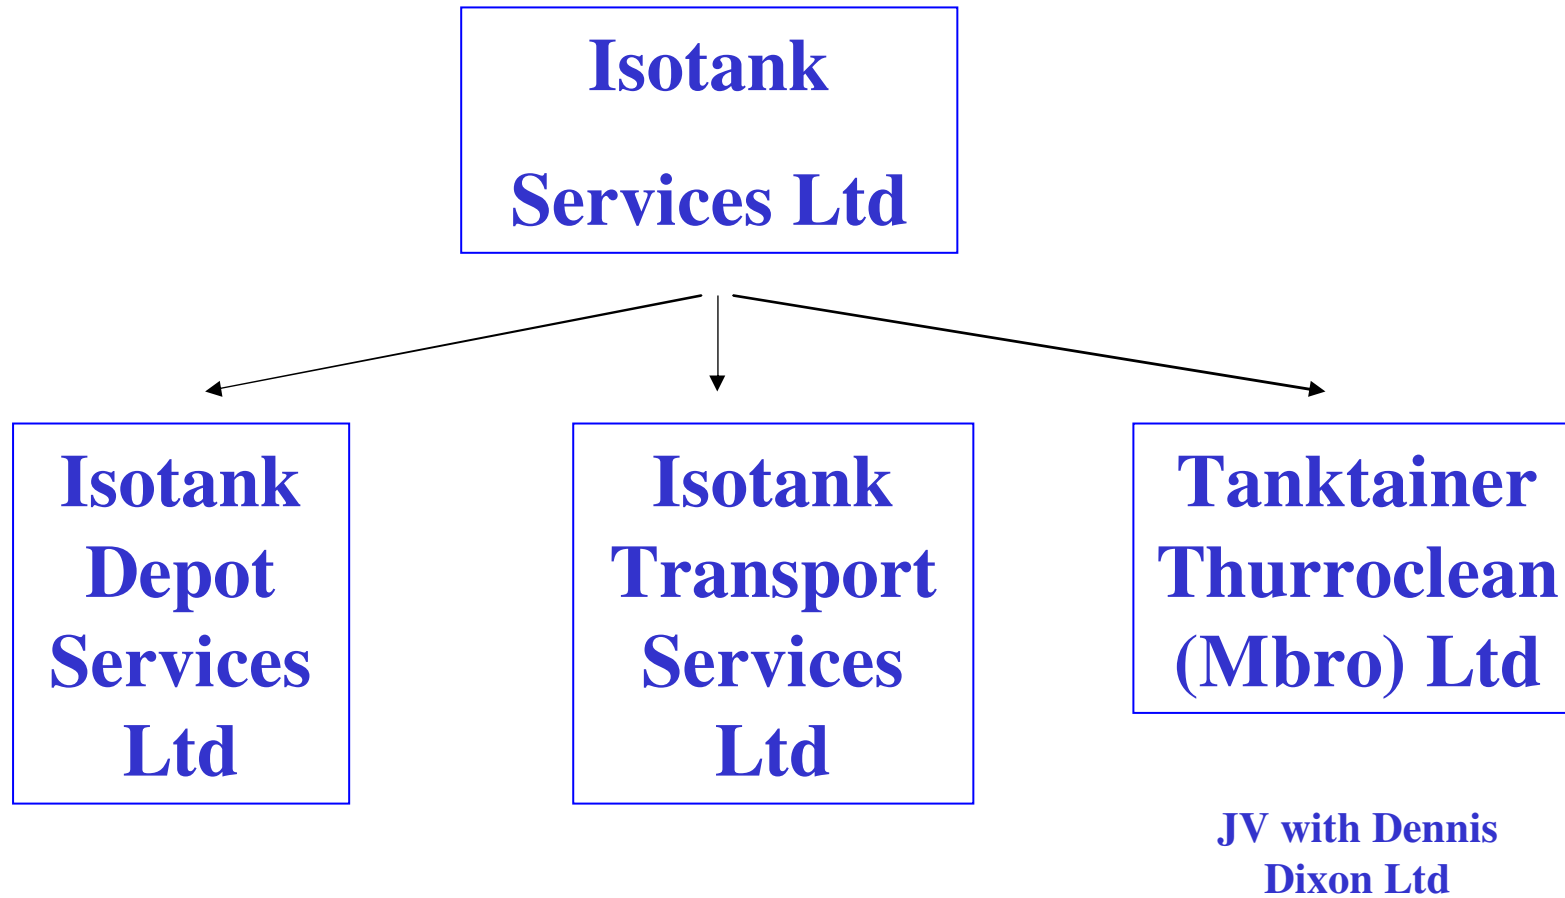 Isotank
Services Ltd
Isotank
Depot
Services
Ltd
Isotank
Transport
Services
Ltd
Tanktainer
Thurroclean
(Mbro) Ltd
JV with Dennis
Dixon Ltd